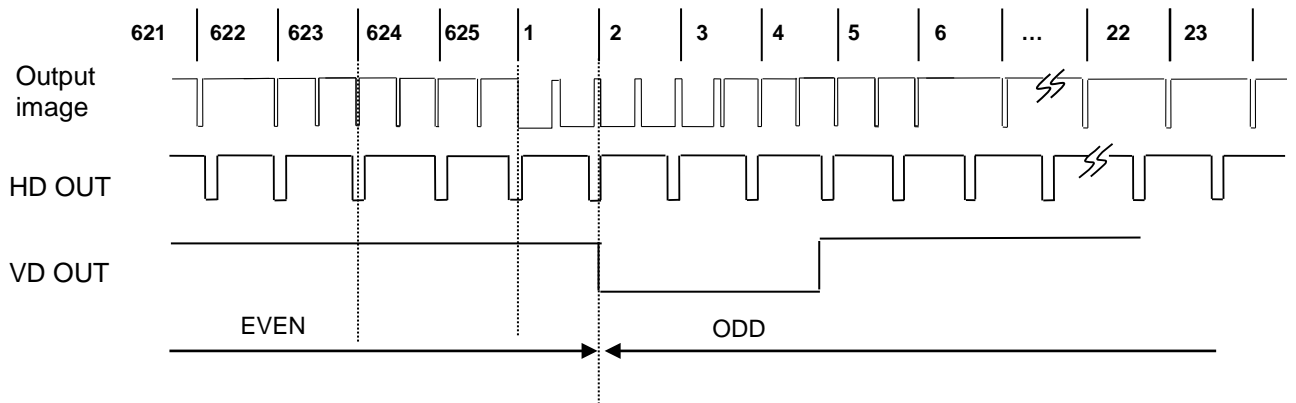 621 622 623 624 625 1 2 3 4 5 6 … 22 23
Output
image
HD OUT
VD OUT
EVEN ODD